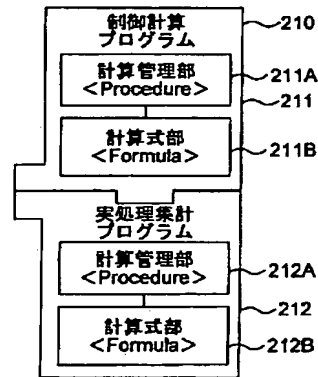 制御計算
プログラム
210
計算管理部
<Procedure>
211A
211
計算式部
<Formula>
211B
実処理集計
プログラム
計算管理部
<Procedure>
212A
212
計算式部
<Formula>
212B